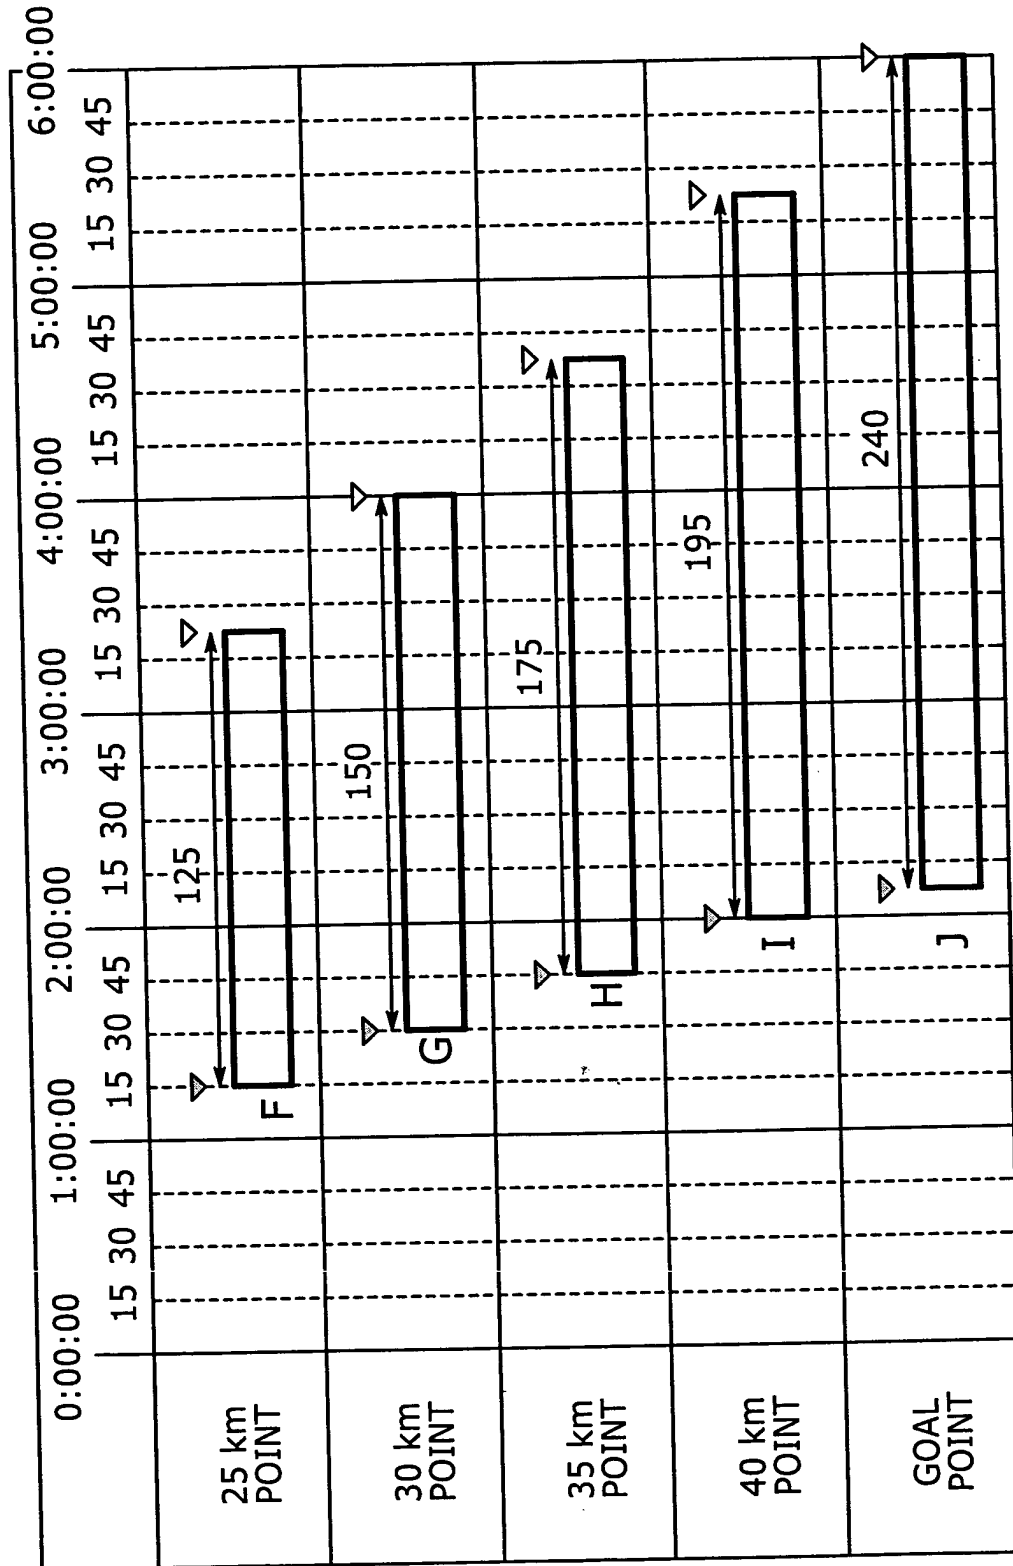 0:00:00 1:00:00 2:00:00 3:00:00 4:00:00 5:00:00 6:00:00
15 30 45 15 30 45 15 30 45 15 30 45 15 30 45 15 30 45
25 km
POINT
F
125
30 km
POINT
G
150
35 km
POINT
H
175
40 km
POINT
I
195
GOAL
POINT
J
240